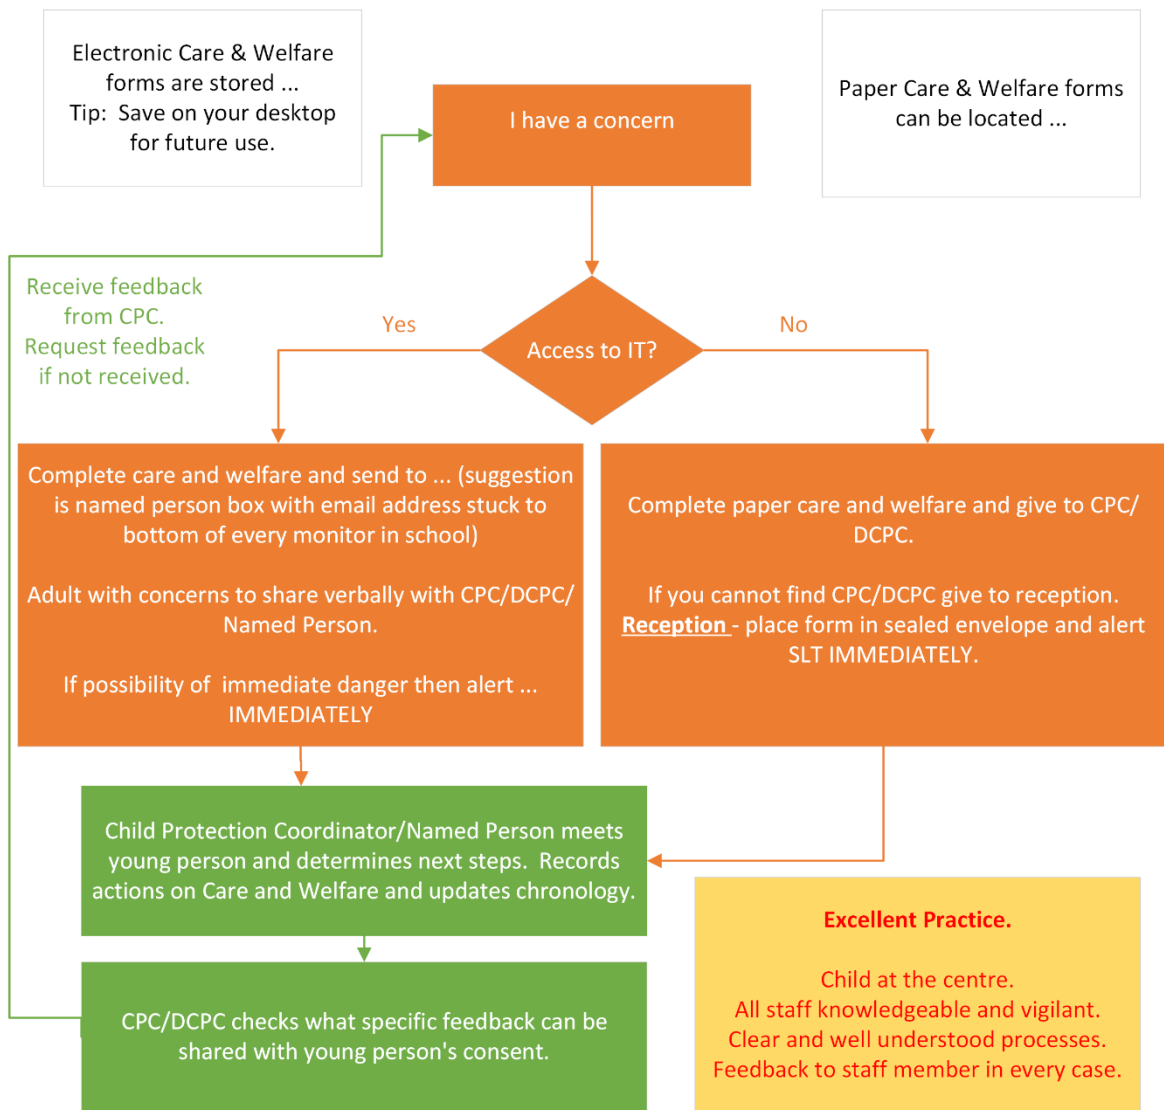 Electronic Care & Welfare
forms are stored ...
Tip:  Save on your desktop
for future use.
I have a concern
Paper Care & Welfare forms
can be located ...
Receive feedback
from CPC.
Request feedback
if not received.
Yes
Access to IT?
No
Complete care and welfare and send to ... (suggestion
is named person box with email address stuck to
bottom of every monitor in school)
Adult with concerns to share verbally with CPC/DCPC/
Named Person.
If possibility of  immediate danger then alert ...
IMMEDIATELY
Complete paper care and welfare and give to CPC/
DCPC.
If you cannot find CPC/DCPC give to reception.
Reception - place form in sealed envelope and alert
SLT IMMEDIATELY.
Child Protection Coordinator/Named Person meets
young person and determines next steps.  Records
actions on Care and Welfare and updates chronology.
CPC/DCPC checks what specific feedback can be
shared with young person's consent.
Excellent Practice.
Child at the centre.
All staff knowledgeable and vigilant.
Clear and well understood processes.
Feedback to staff member in every case.